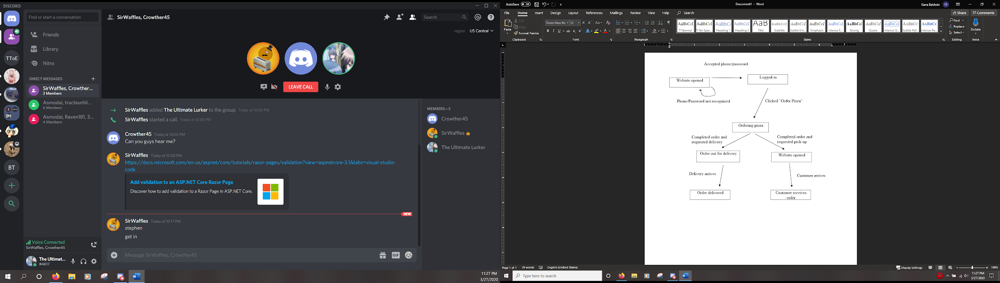 DISCORD
Find or start a conversation
SirWaffles, Crowther45
Search
region US Central
Friends
Library
Nitro
TToE
DIRECT MESSAGES
SirWaffles, Crowther...
3 Members
Asmodai, tracteurbli...
6 Members
Asmodai, Raven181, 3...
4 Members
BT
LEAVE CALL
SirWaffles added The Ultimate Lurker to the group. Today at 10:00 PM
SirWaffles started a call. Today at 10:00 PM
Crowther45 Today at 10:02 PM
Can you guys hear me?
SirWaffles Today at 10:08 PM
https://docs.microsoft.com/en-us/aspnet/core/tutorials/razor-pages/validation?view=aspnetcore-3.1&tabs=visual-studio-
code
Add validation to an ASP.NET Core Razor Page
Discover how to add validation to a Razor Page in ASP.NET Core.
NEW
SirWaffles Today at 10:17 PM
stephen
get in
Message SirWaffles, Crowther45
GIF
MEMBERS—3
Crowther45
SirWaffles
The Ultimate Lurker
Voice Connected
SirWaffles, Crowther45
The Ultimat...
#4617
11:27 PM
3/27/2020
AutoSave Off
Document1 - Word
Kane Baldwin KB
File Home Insert Design Layout References Mailings Review View Help Search
Share Comments
Paste
Cut
Copy
Format Painter
Clipboard
Times New Ro 12
Font
Paragraph
AaBbCcI AaBbCcI AaBbC AaBbCcE AaB AaBbCcD AaBbCcI AaBbCcI AaBbCcI AaBbCcI AaBbCcI AaBbCcI AABBCC AABBCC
¶ Normal ¶ No Spac... Heading 1 Heading 2 Title Subtitle Subtle Em... Emphasis Intense E... Strong Quote Intense Q... Subtle Ref... Intense Re...
Styles
Find
Replace
Select
Editing
Dictate
Voice
Accepted phone/password
Website opened
Logged in
Phone/Password not recognized
Clicked “Order Pizza”
Ordering pizza
Completed order and
requested delivery
Completed order and
requested pick-up
Order out for delivery
Website opened
Delivery arrives
Customer arrives
Order delivered
Customer receives
order
Page 1 of 1 39 words English (United States)
Display Settings
100%
Type here to search
11:27 PM
3/27/2020